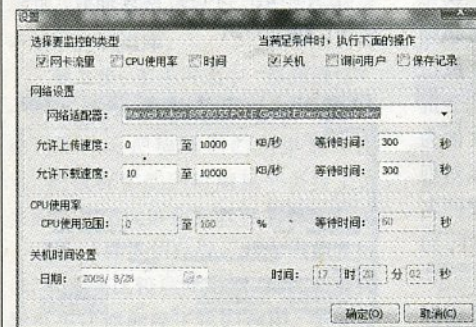 设置
选择要监控的类型 当满足条件时，执行下面的操作
网卡流量 CPU使用率 时间 关机 询问用户 保存记录
网络设置
网络适配器： Marvell Yukon 88E8055 PCI-E Gigabit Ethernet Controller
允许上传速度： 0 至 10000 KB/秒 等待时间： 300 秒
允许下载速度： 10 至 10000 KB/秒 等待时间： 300 秒
CPU使用率
CPU使用范围： 0 至 100 % 等待时间： 60 秒
关机时间设置
日期： 2008/ 8/28 时间： 17 时 20 分 02 秒
确定(O) 取消(C)